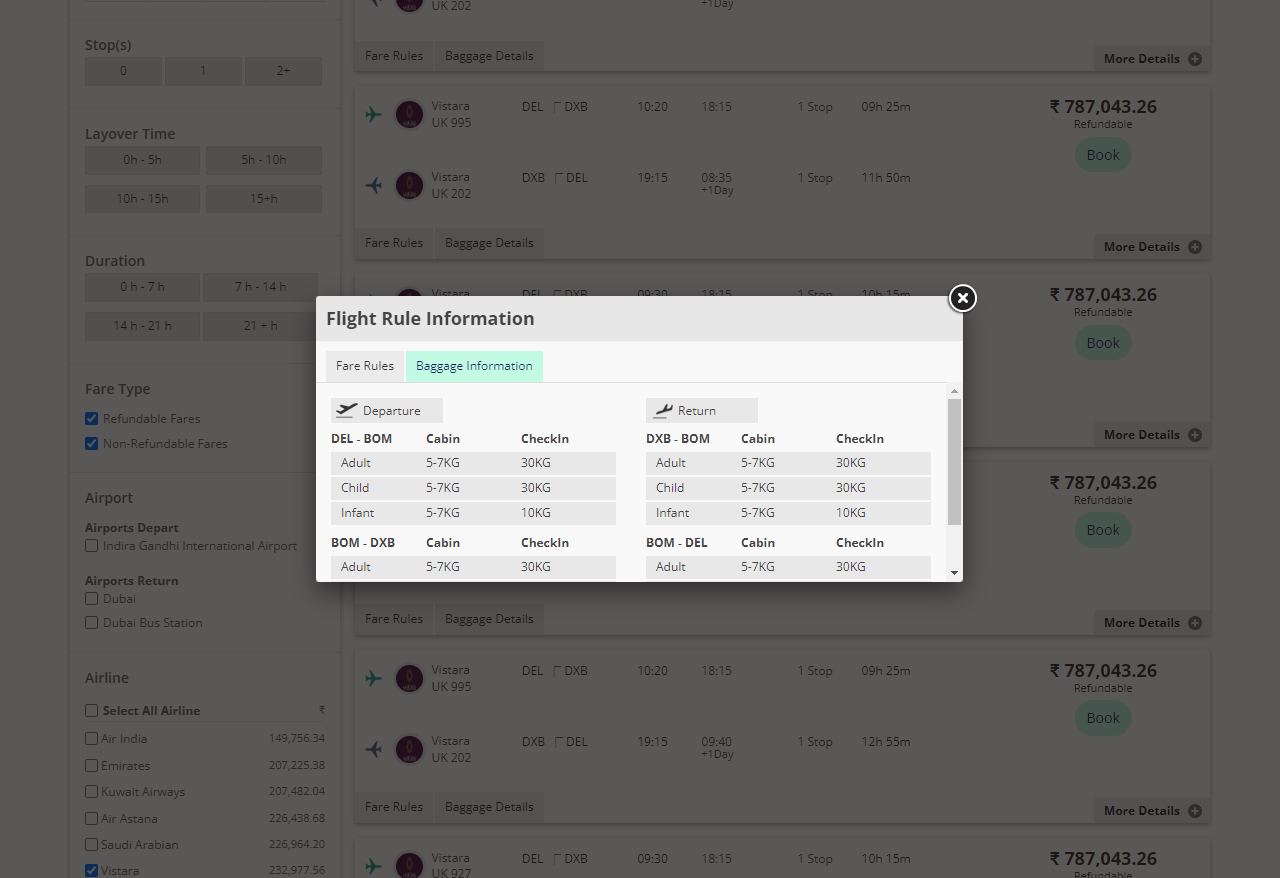 UK 202
+1Day
Stop(s)
Fare Rules Baggage Details
More Details
0 1 2+
Vistara DEL DXB 10:20 18:15 1 Stop 09h 25m ₹ 787,043.26
UK 995 Refundable
Layover Time
Book
0h - 5h 5h - 10h
Vistara DXB DEL 19:15 08:35 1 Stop 11h 50m
UK 202 +1Day
10h - 15h 15+h
Fare Rules Baggage Details
More Details
Duration
0 h - 7 h 7 h - 14 h
Vistara DEL DXB 09:30 18:15 1 Stop 10h 15m ₹ 787,043.26
Refundable
14 h - 21 h 21 + h
Book
Flight Rule Information
Fare Rules Baggage Information
Fare Type
Refundable Fares
Non-Refundable Fares
Departure Return
More Details
DEL - BOM Cabin CheckIn DXB - BOM Cabin CheckIn
Adult 5-7KG 30KG Adult 5-7KG 30KG
Child 5-7KG 30KG Child 5-7KG 30KG
Infant 5-7KG 10KG Infant 5-7KG 10KG
BOM - DXB Cabin CheckIn BOM - DEL Cabin CheckIn
Adult 5-7KG 30KG Adult 5-7KG 30KG
₹ 787,043.26
Refundable
Book
Airport
Airports Depart
Indira Gandhi International Airport
Airports Return
Dubai
Dubai Bus Station
Fare Rules Baggage Details
More Details
Airline
Select All Airline ₹
Air India 149,756.34
Emirates 207,225.38
Kuwait Airways 207,482.04
Air Astana 226,438.68
Saudi Arabian 226,964.20
Vistara 232,977.56
Vistara DEL DXB 10:20 18:15 1 Stop 09h 25m ₹ 787,043.26
UK 995 Refundable
Book
Vistara DXB DEL 19:15 09:40 1 Stop 12h 55m
UK 202 +1Day
Fare Rules Baggage Details
More Details
Vistara DEL DXB 09:30 18:15 1 Stop 10h 15m ₹ 787,043.26
UK 927 Refundable